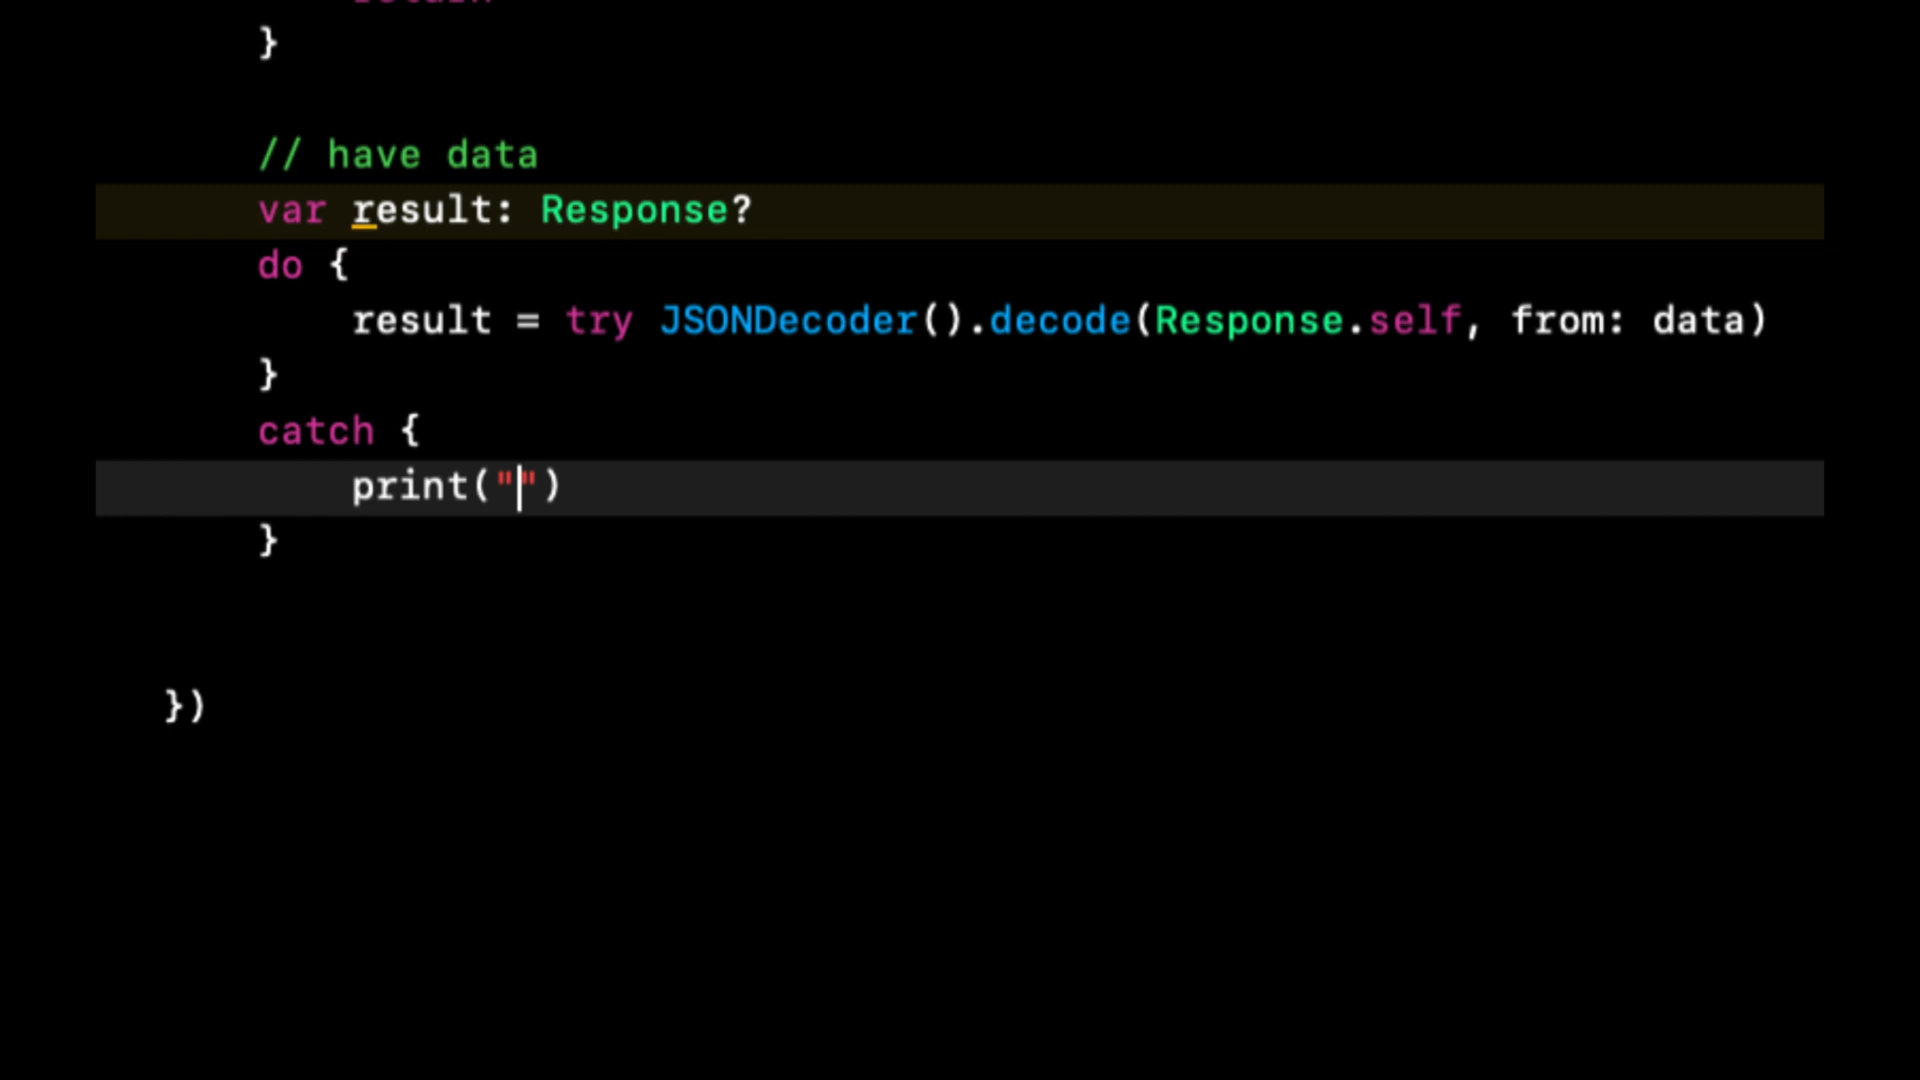 }
// have data
var result: Response?
do {
result = try JSONDecoder().decode(Response.self, from: data)
}
catch {
print("")
}
})